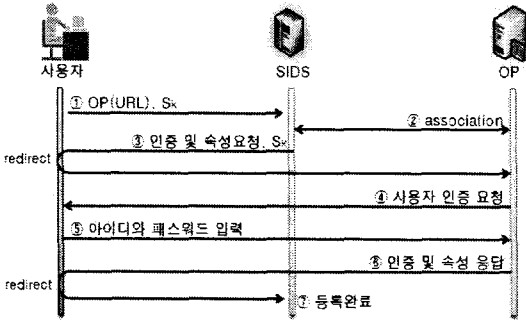 사용자
SIDS
OP
① OP(URL), Sk
② association
③ 인증 및 속성요청, Sk
redirect
④ 사용자 인증 요청
⑤ 아이디와 패스워드 입력
⑥ 인증 및 속성 응답
redirect
⑦ 등록완료